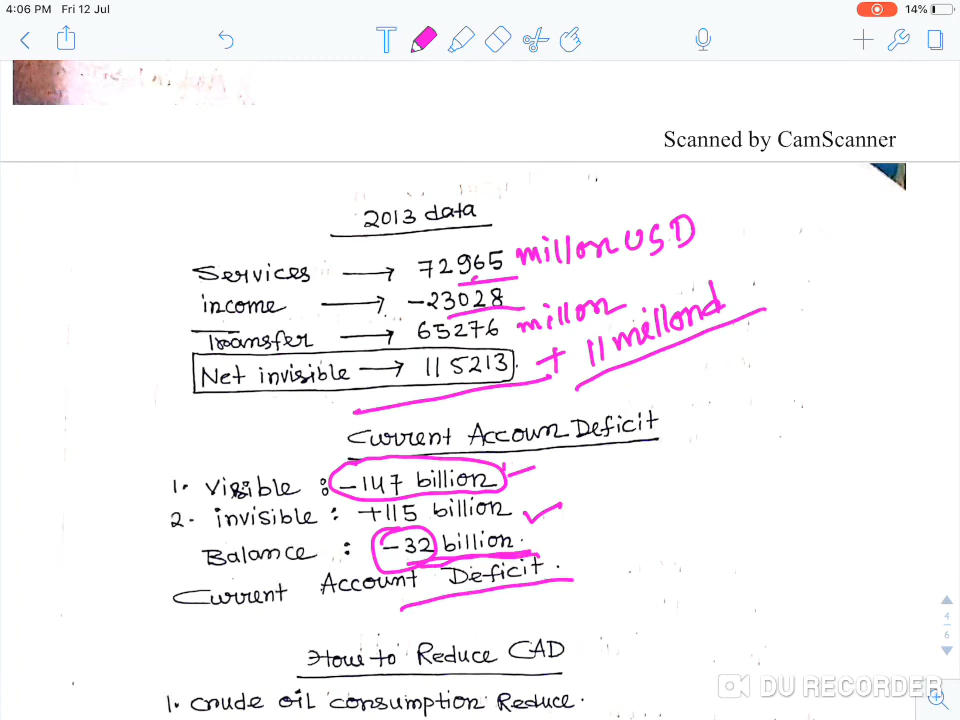 4:06 PM Fri 12 Jul
14%
T
Scanned by CamScanner
2013 data
Services → 72965 millon USD
income → -23028
Transfer → 65276 millon
Net invisible → 115213. + 11 millond
Current Accoun Deficit
1. visible : -147 billion
2. invisible : +115 billion
Balance : -32 billion.
Current Account Deficit.
How to Reduce CAD
1. crude oil consumption Reduce.
4
6
DU RECORDER